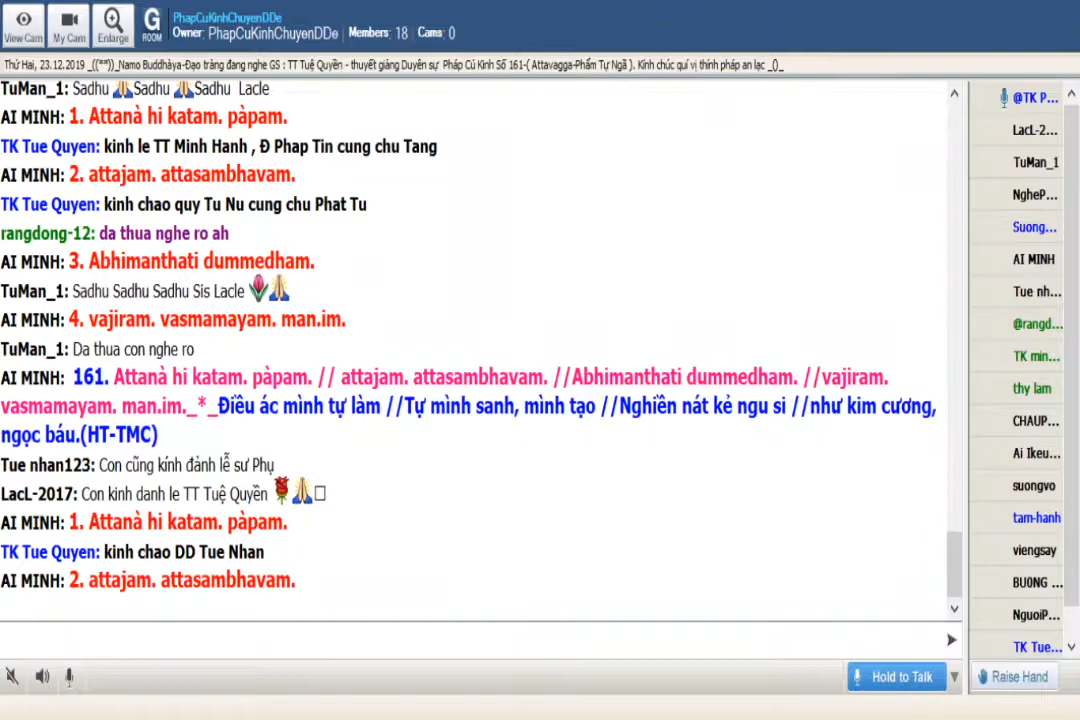 PhapCuKinhChuyenDDe
Owner: PhapCuKinhChuyenDDe Members: 18 Cams: 0
View Cam My Cam Enlarge G ROOM
Thứ Hai, 23.12.2019 _((**))_Namo Buddhàya-Đạo tràng đang nghe GS : TT Tuệ Quyền - thuyết giảng Duyên sự Pháp Cú Kinh Số 161-( Attavagga-Phẩm Tự Ngã ). Kính chúc quí vị thính pháp an lạc _()_
TuMan_1: Sadhu 🙏Sadhu 🙏Sadhu Lacle
AI MINH: 1. Attanà hi katam. pàpam.
TK Tue Quyen: kinh le TT Minh Hanh , Đ Phap Tin cung chu Tang
AI MINH: 2. attajam. attasambhavam.
TK Tue Quyen: kinh chao quy Tu Nu cung chu Phat Tu
rangdong-12: da thua nghe ro ah
AI MINH: 3. Abhimanthati dummedham.
TuMan_1: Sadhu Sadhu Sadhu Sis Lacle 🌷🙏
AI MINH: 4. vajiram. vasmamayam. man.im.
TuMan_1: Da thua con nghe ro
AI MINH: 161. Attanà hi katam. pàpam. // attajam. attasambhavam. //Abhimanthati dummedham. //vajiram.
vasmamayam. man.im._*_Điều ác mình tự làm //Tự mình sanh, mình tạo //Nghiền nát kẻ ngu si //như kim cương,
ngọc báu.(HT-TMC)
Tue nhan123: Con cũng kính đảnh lễ sư Phụ
LacL-2017: Con kinh danh le TT Tuệ Quyền 🌹🙏□
AI MINH: 1. Attanà hi katam. pàpam.
TK Tue Quyen: kinh chao DD Tue Nhan
AI MINH: 2. attajam. attasambhavam.
@TK P...
LacL-2...
TuMan_1
NgheP...
Suong...
AI MINH
Tue nh...
@rangd...
TK min...
thy lam
CHAUP...
Ai Ikeu...
suongvo
tam-hanh
viengsay
BUONG ...
NguoiP...
TK Tue...
Hold to Talk
Raise Hand